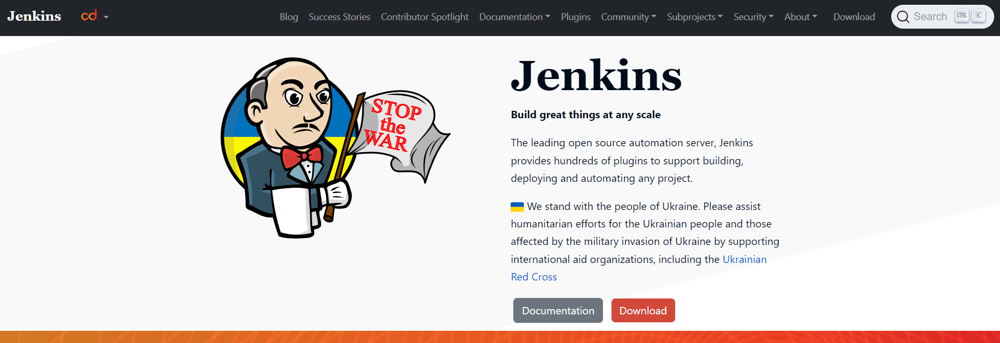 Jenkins
cd
Blog Success Stories Contributor Spotlight Documentation Plugins Community Subprojects Security About Download Search CTRL K
STOP
the
WAR
Jenkins
Build great things at any scale
The leading open source automation server, Jenkins
provides hundreds of plugins to support building,
deploying and automating any project.
We stand with the people of Ukraine. Please assist
humanitarian efforts for the Ukrainian people and those
affected by the military invasion of Ukraine by supporting
international aid organizations, including the Ukrainian
Red Cross
Documentation Download